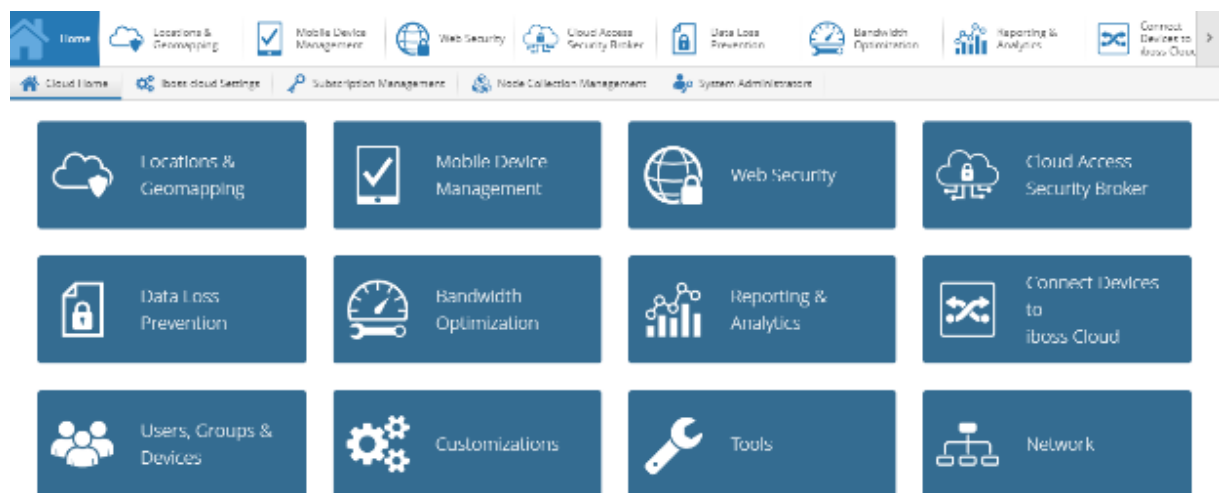 Home
Locations &
Geomapping
Mobile Device
Management
Web Security
Cloud Access
Security Broker
Data Loss
Prevention
Bandwidth
Optimization
Reporting &
Analytics
Connect
Devices to
iboss Clou
Cloud Home
iboss cloud Settings
Subscription Management
Node Collection Management
System Administrators
Locations &
Geomapping
Mobile Device
Management
Web Security
Cloud Access
Security Broker
Data Loss
Prevention
Bandwidth
Optimization
Reporting &
Analytics
Connect Devices
to
iboss Cloud
Users, Groups &
Devices
Customizations
Tools
Network